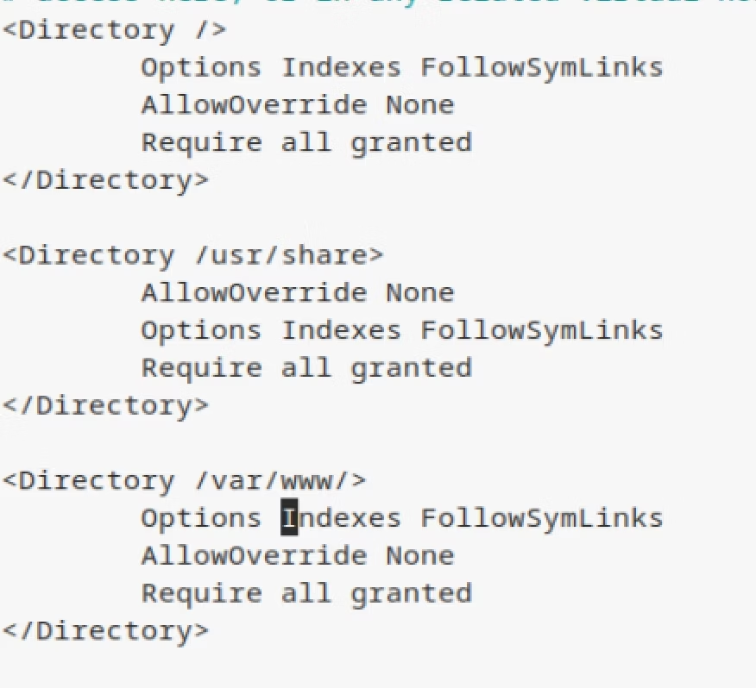 <Directory />
        Options Indexes FollowSymLinks
        AllowOverride None
        Require all granted
</Directory>

<Directory /usr/share>
        AllowOverride None
        Options Indexes FollowSymLinks
        Require all granted
</Directory>

<Directory /var/www/>
        Options Indexes FollowSymLinks
        AllowOverride None
        Require all granted
</Directory>